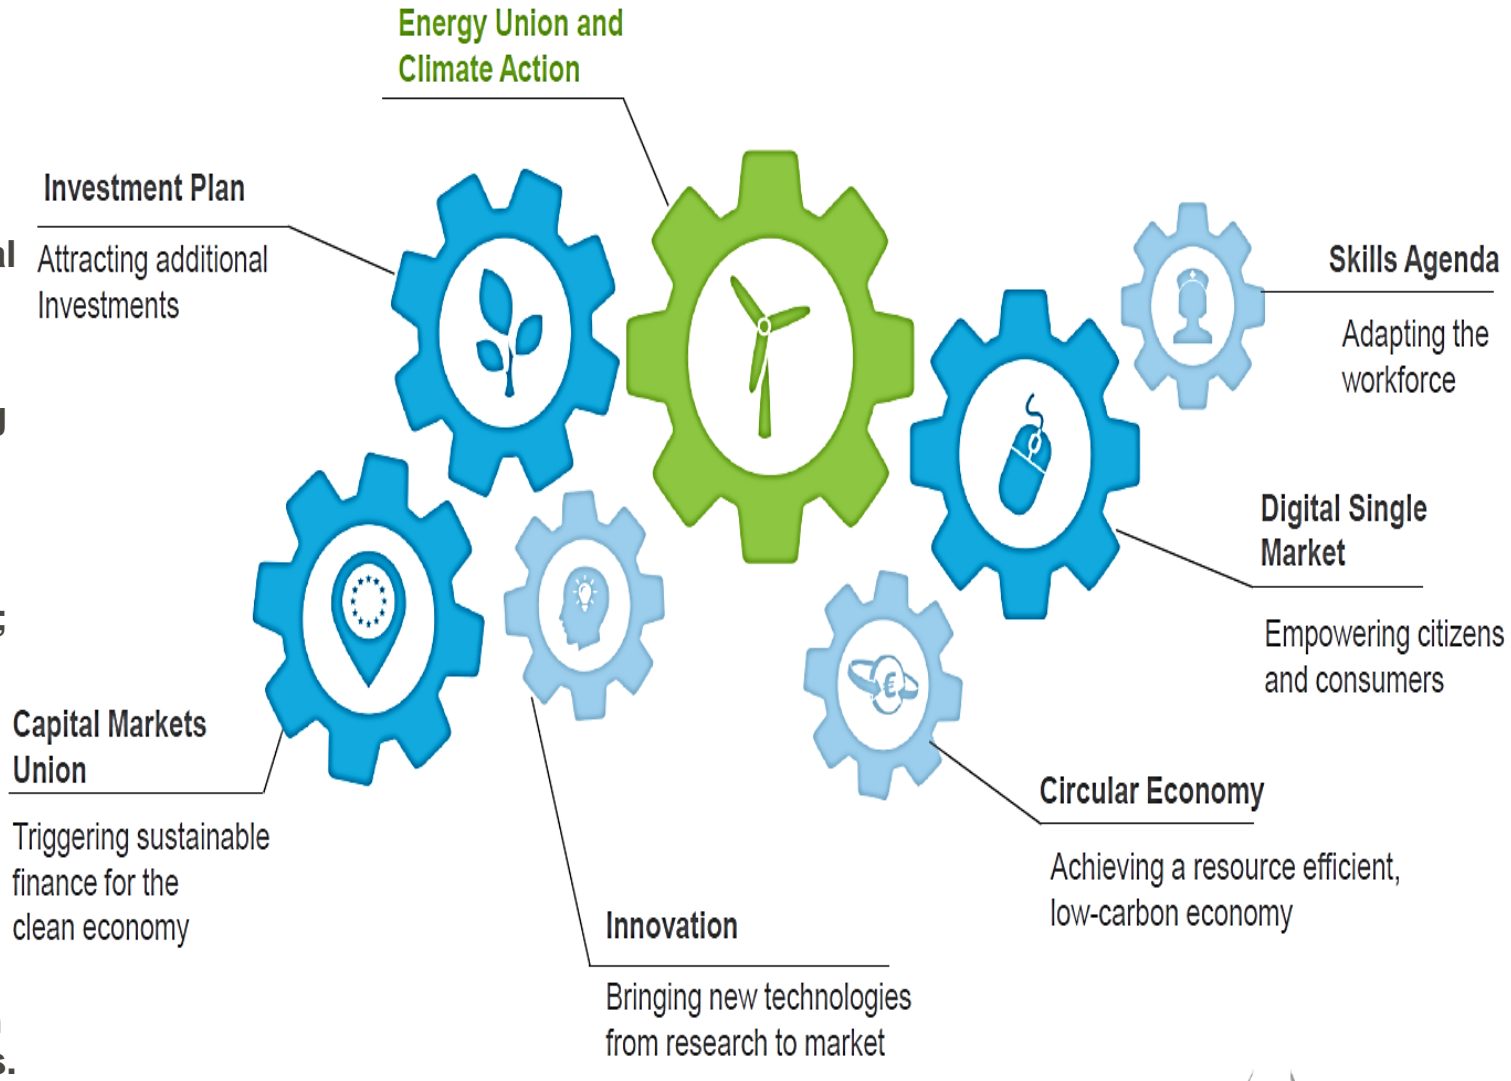 Energy Union and
Climate Action
Investment Plan
Attracting additional
Investments
Skills Agenda
Adapting the
workforce
Digital Single
Market
Empowering citizens
and consumers
Capital Markets
Union
Triggering sustainable
finance for the
clean economy
Circular Economy
Achieving a resource efficient,
low-carbon economy
Innovation
Bringing new technologies
from research to market
€